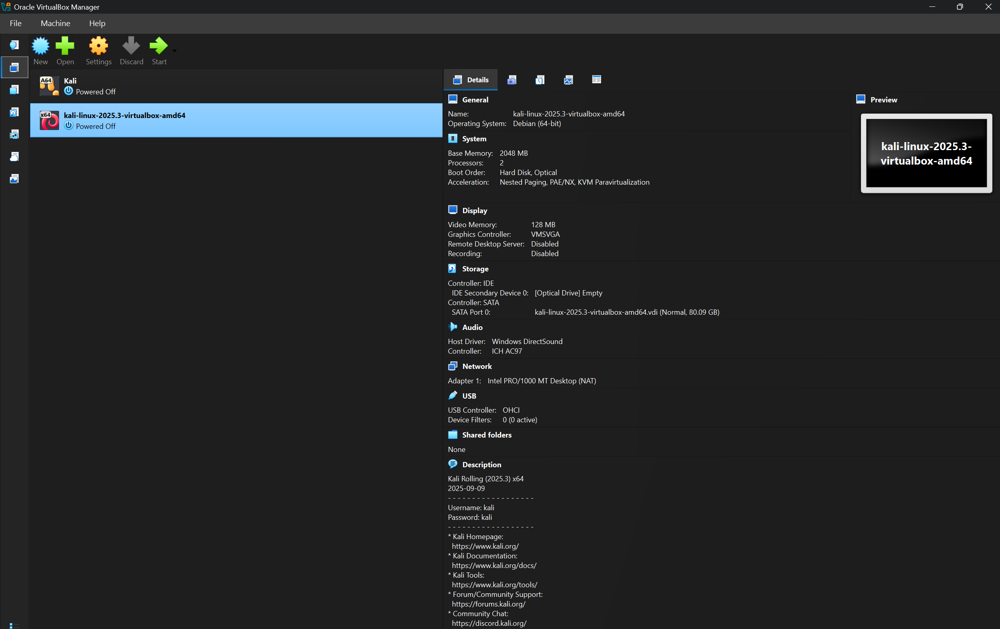 Oracle VirtualBox Manager
File Machine Help
New Open Settings Discard Start
A64 Kali
Powered Off
x64 kali-linux-2025.3-virtualbox-amd64
Powered Off
Details
General
Name: kali-linux-2025.3-virtualbox-amd64
Operating System: Debian (64-bit)
System
Base Memory: 2048 MB
Processors: 2
Boot Order: Hard Disk, Optical
Acceleration: Nested Paging, PAE/NX, KVM Paravirtualization
Preview
kali-linux-2025.3-
virtualbox-amd64
Display
Video Memory: 128 MB
Graphics Controller: VMSVGA
Remote Desktop Server: Disabled
Recording: Disabled
Storage
Controller: IDE
IDE Secondary Device 0: [Optical Drive] Empty
Controller: SATA
SATA Port 0: kali-linux-2025.3-virtualbox-amd64.vdi (Normal, 80.09 GB)
Audio
Host Driver: Windows DirectSound
Controller: ICH AC97
Network
Adapter 1: Intel PRO/1000 MT Desktop (NAT)
USB
USB Controller: OHCI
Device Filters: 0 (0 active)
Shared folders
None
Description
Kali Rolling (2025.3) x64
2025-09-09
- - - - - - - - - - - - - - - - - -
Username: kali
Password: kali
- - - - - - - - - - - - - - - - - -
* Kali Homepage:
https://www.kali.org/
* Kali Documentation:
https://www.kali.org/docs/
* Kali Tools:
https://www.kali.org/tools/
* Forum/Community Support:
https://forums.kali.org/
* Community Chat:
https://discord.kali.org/